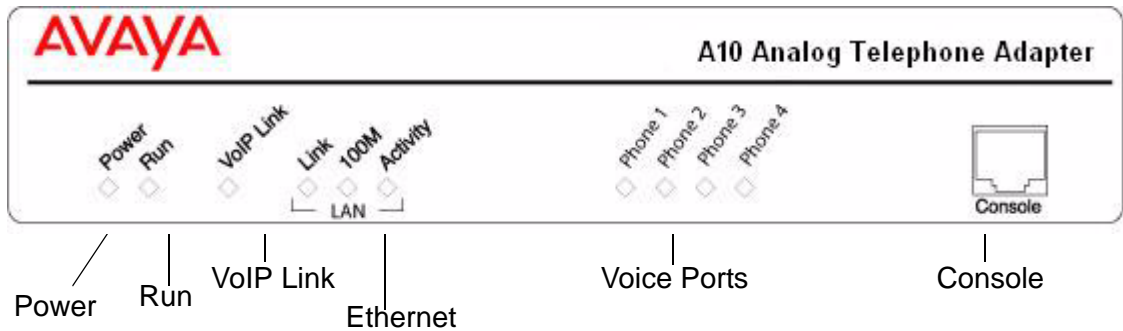 AVAYA
A10 Analog Telephone Adapter
Power Run VoIP Link Link 100M Activity Phone 1 Phone 2 Phone 3 Phone 4
LAN
Console
Power Run VoIP Link Ethernet Voice Ports Console